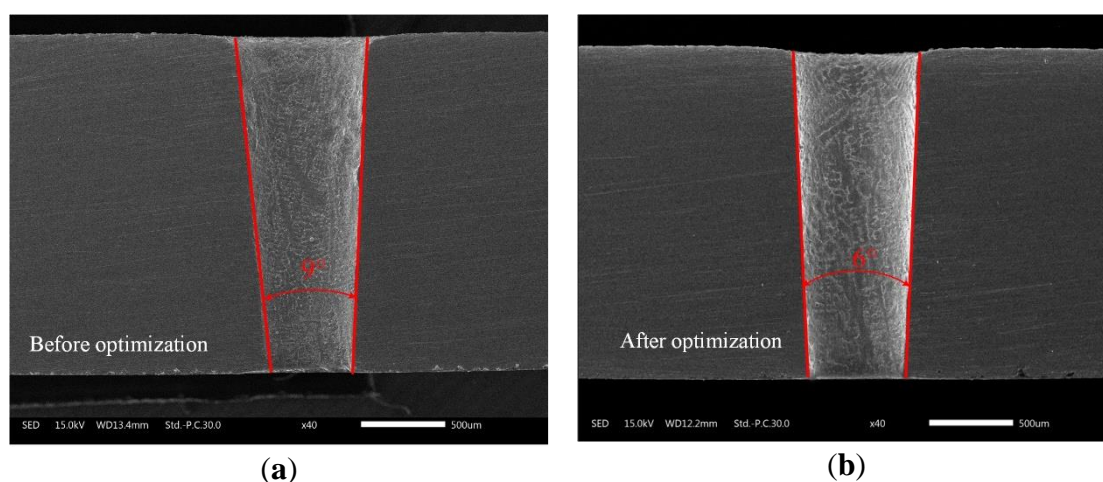 9°
Before optimization
SED 15.0kV WD13.4mm Std.-P.C.30.0 x40 500um
(a)
After optimization
SED 15.0kV WD12.2mm Std.-P.C.30.0 x40 500um
(b)